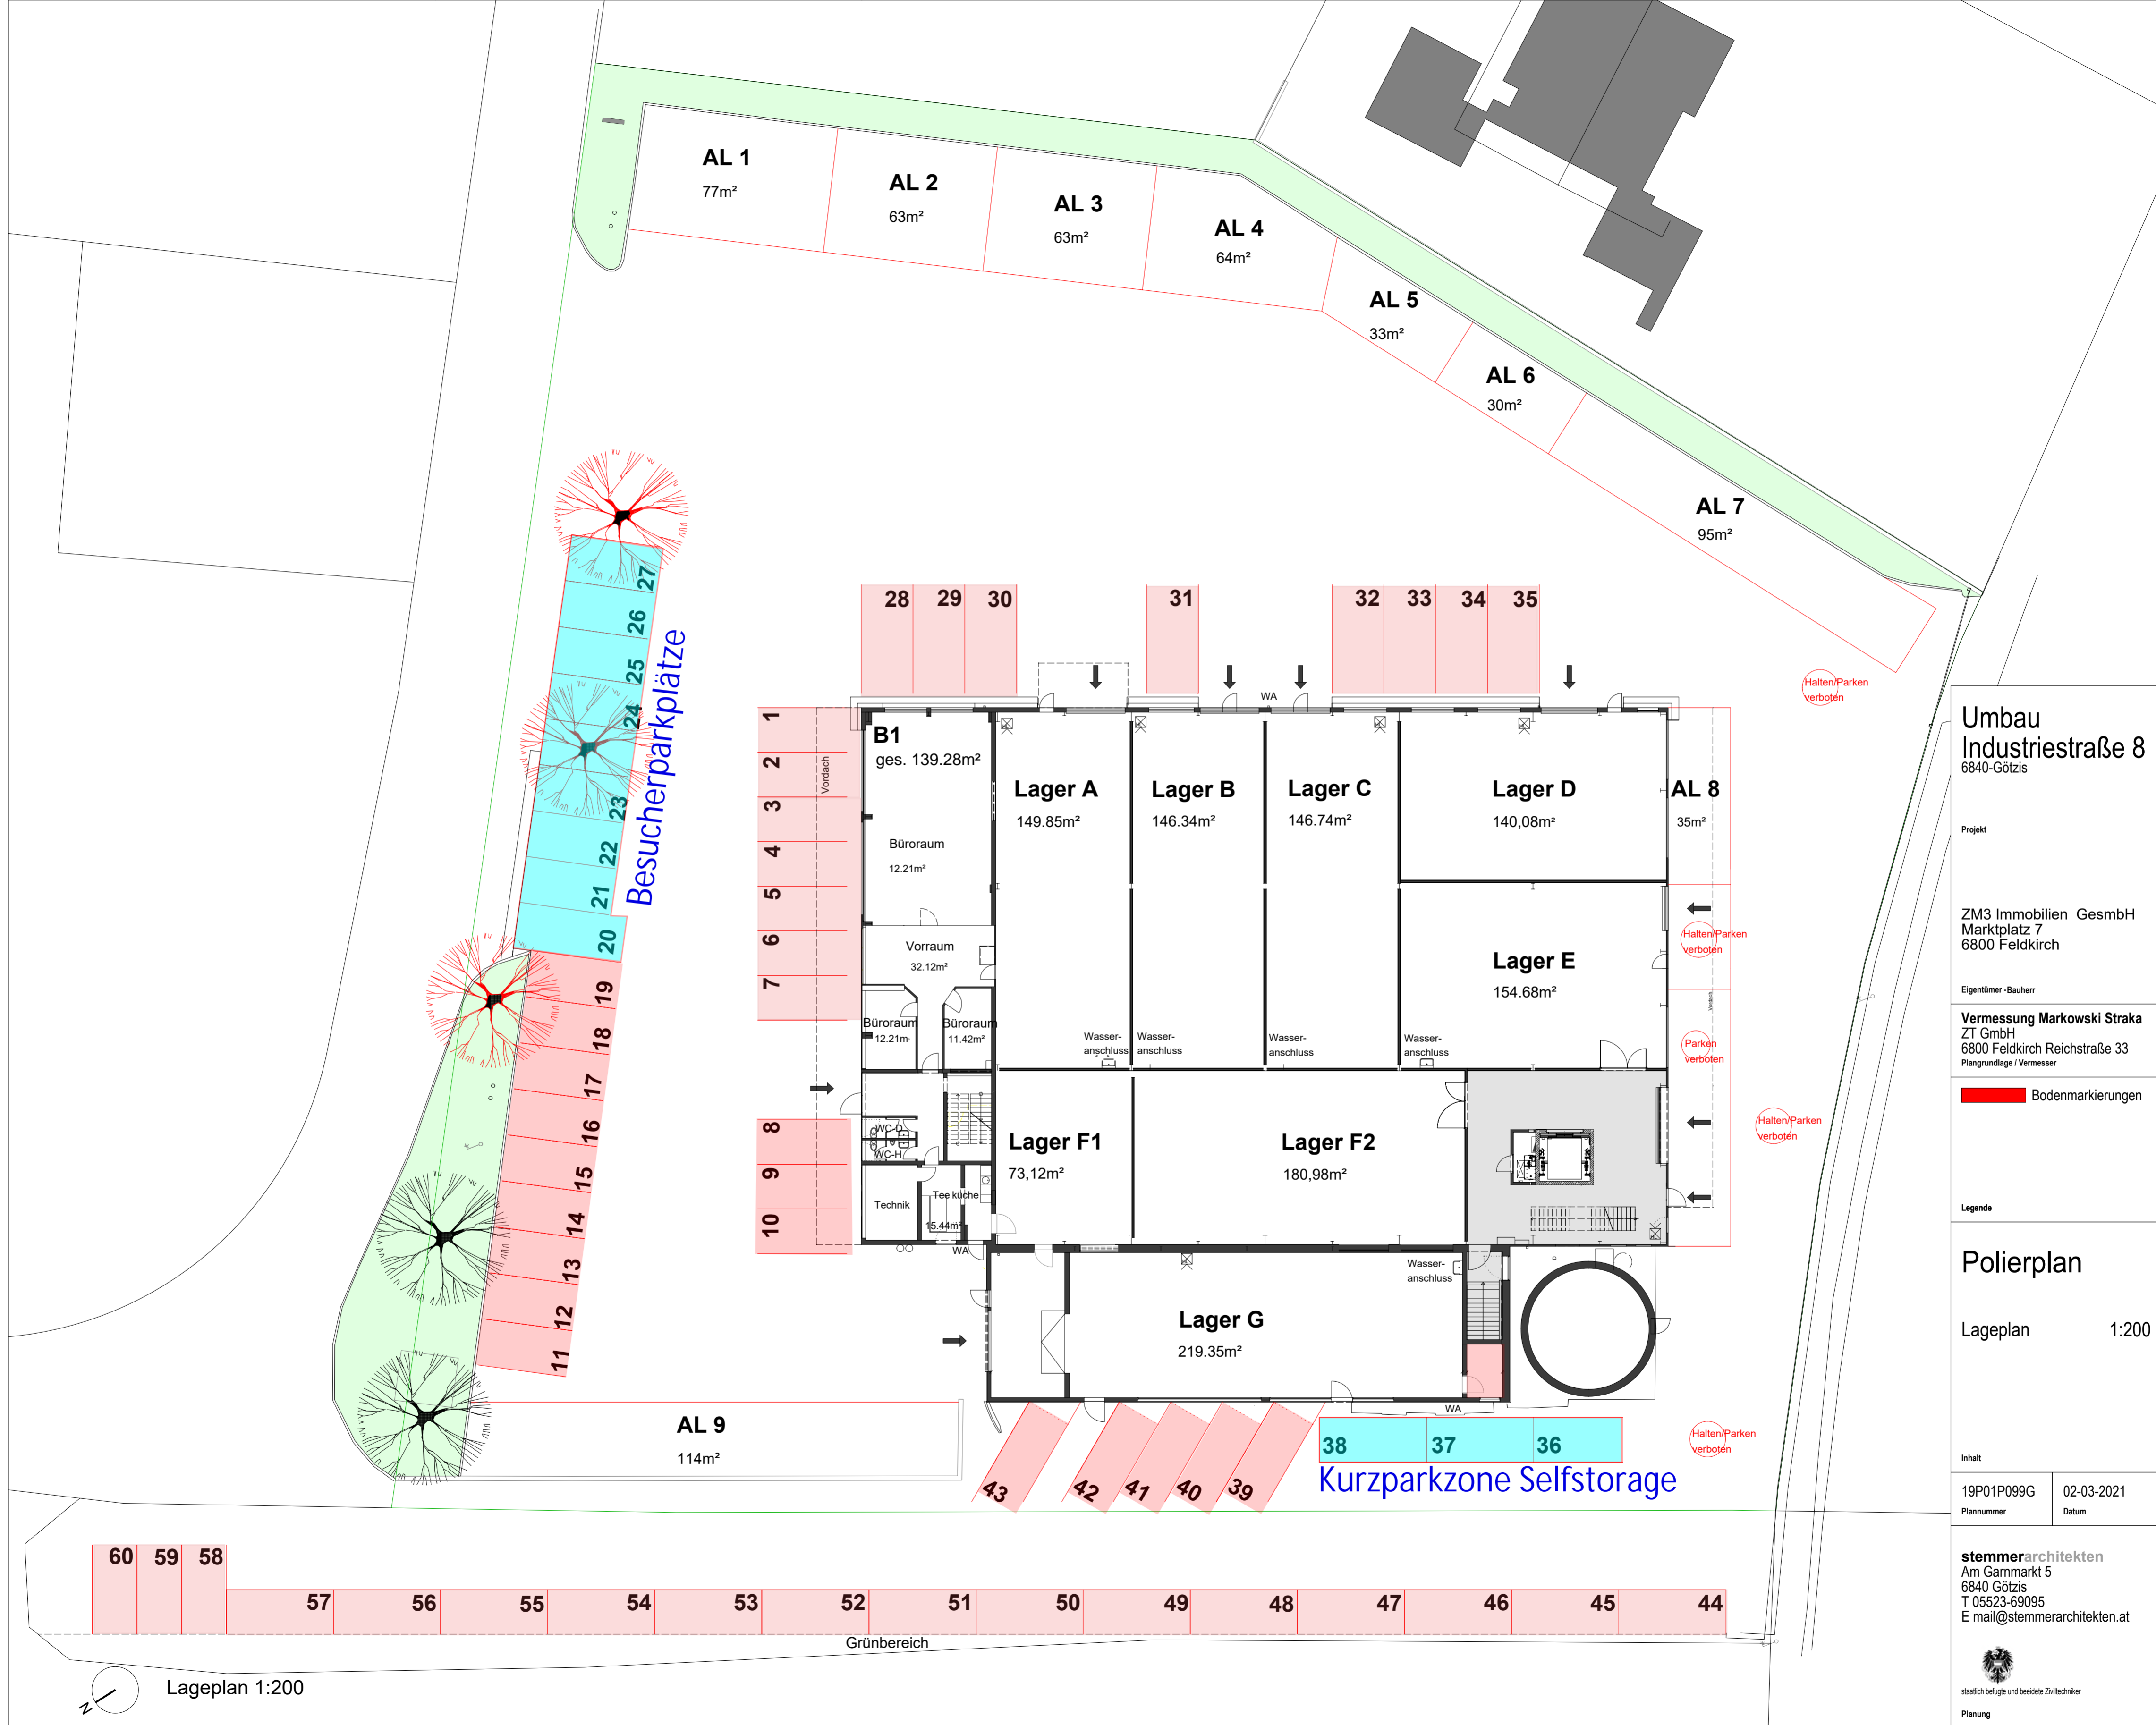 AL 1
77m²
AL 2
63m²
AL 3
63m²
AL 4
64m²
AL 5
33m²
AL 6
30m²
AL 7
95m²
Halten/Parken
verboten
27
26
25
24
23
22
21
20
Besucherparkplätze
19
18
17
16
15
14
13
12
11
28
29
30
31
32
33
34
35
1
2
3
4
5
6
7
8
9
10
Vordach
WA
B1
ges. 139.28m²
Büroraum
12.21m²
Vorraum
32.12m²
Büroraum
12.21m
Büroraum
11.42m²
WC-D
WC-H
Technik
Tee küche
15.44m²
WA
Lager A
149.85m²
Wasser-
anschluss
Lager B
146.34m²
Wasser-
anschluss
Lager C
146.74m²
Wasser-
anschluss
Lager D
140,08m²
AL 8
35m²
Lager E
154.68m²
Wasser-
anschluss
Halten/Parken
verboten
Vordach
Parken
verboten
Halten/Parken
verboten
Lager F1
73,12m²
Lager F2
180,98m²
Lager G
219.35m²
Wasser-
anschluss
WA
AL 9
114m²
43
42
41
40
39
38
37
36
Kurzparkzone Selfstorage
Halten/Parken
verboten
60
59
58
57
56
55
54
53
52
51
50
49
48
47
46
45
44
Grünbereich
N
Lageplan 1:200
Umbau
Industriestraße 8
6840-Götzis
Projekt
ZM3 Immobilien GesmbH
Marktplatz 7
6800 Feldkirch
Eigentümer -Bauherr
Vermessung Markowski Straka
ZT GmbH
6800 Feldkirch Reichstraße 33
Plangrundlage / Vermesser
Bodenmarkierungen
Legende
Polierplan
Lageplan 1:200
Inhalt
19P01P099G 02-03-2021
Plannummer Datum
stemmerarchitekten
Am Garnmarkt 5
6840 Götzis
T 05523-69095
E mail@stemmerarchitekten.at
staatlich befugte und beeidete Ziviltechniker
Planung